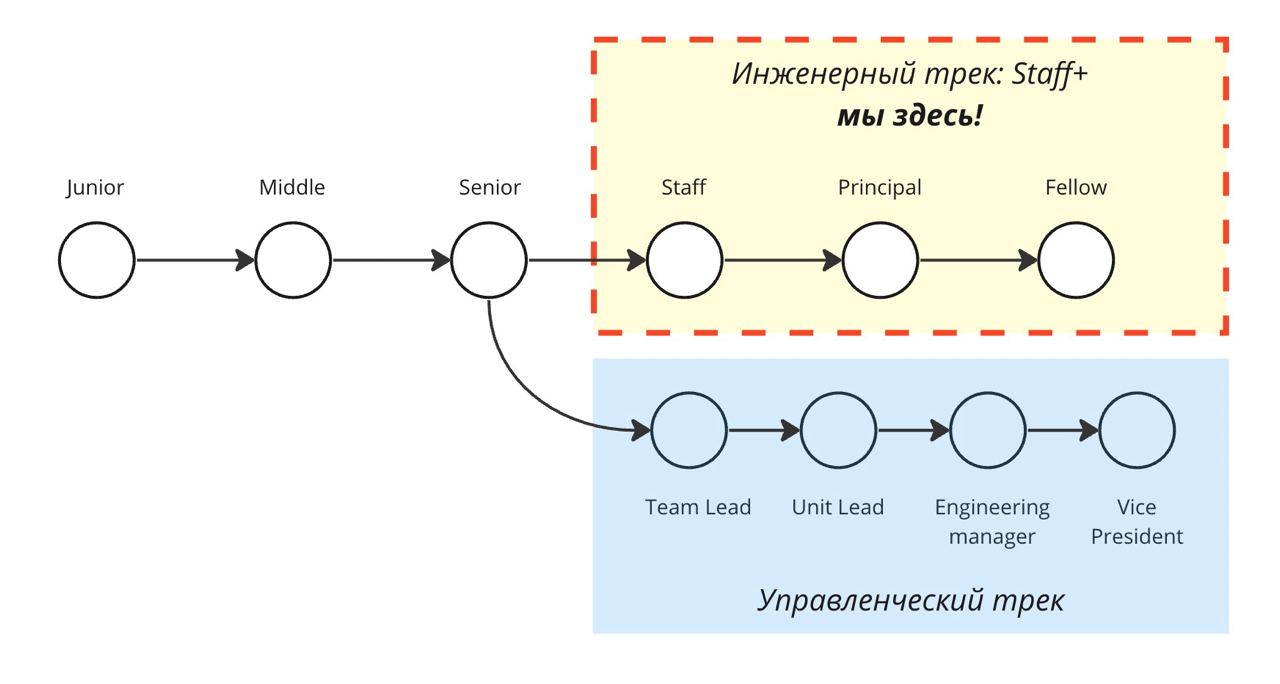 Инженерный трек: Staff+
мы здесь!
Junior
Middle
Senior
Staff
Principal
Fellow
Team Lead
Unit Lead
Engineering
manager
Vice
President
Управленческий трек